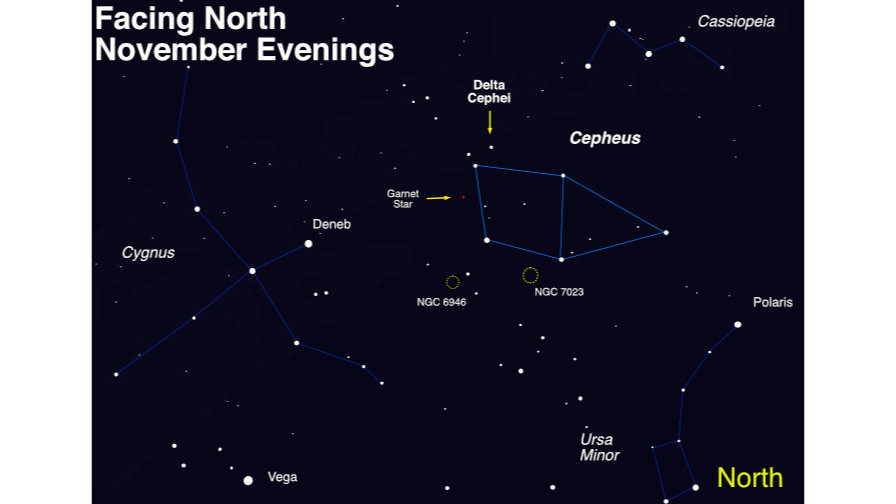 Facing North
November Evenings
Cassiopeia
Delta
Cephei
Cepheus
Garnet
Star
Deneb
Cygnus
NGC 6946
NGC 7023
Polaris
Ursa
Minor
Vega
North